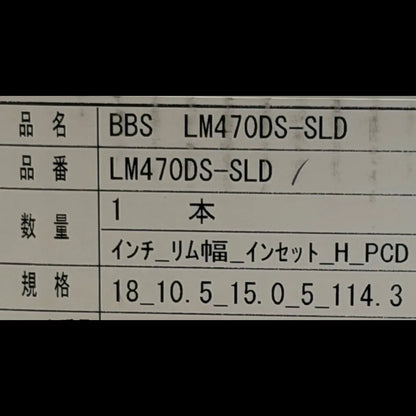 品名 BBS LM470DS-SLD
品番 LM470DS-SLD /
数量 1 本
インチ_リム幅_インセット_H_PCD
規格 18_10.5_15.0_5_114.3